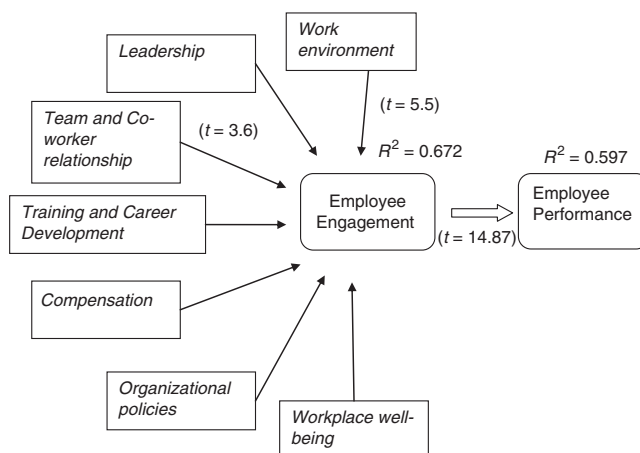 Work
environment
Leadership
(t = 5.5)
Team and Co-
worker
relationship
(t = 3.6)
R² = 0.672
R² = 0.597
Employee
Engagement
Employee
Performance
(t = 14.87)
Training and Career
Development
Compensation
Organizational
policies
Workplace well-
being